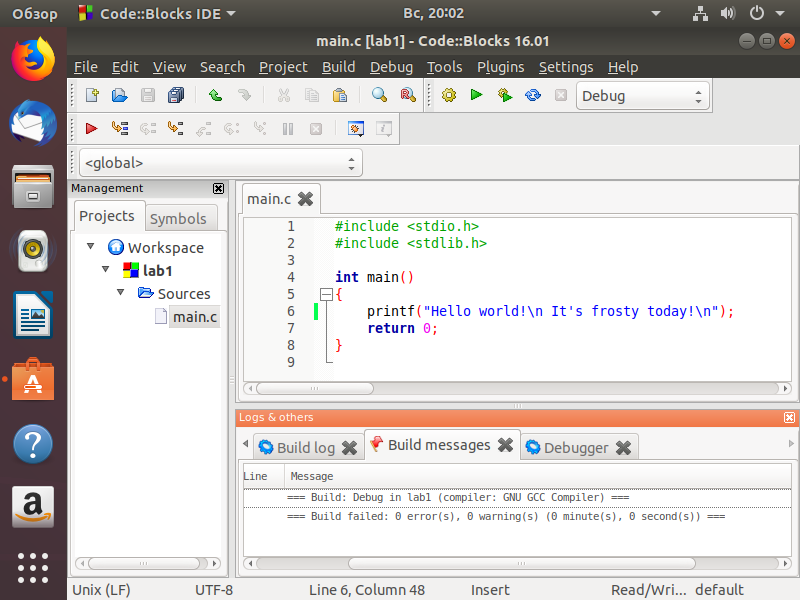 Обзор Code::Blocks IDE Вс, 20:02
main.c [lab1] - Code::Blocks 16.01
File Edit View Search Project Build Debug Tools Plugins Settings Help
Debug
<global>
Management
Projects Symbols
Workspace
lab1
Sources
main.c
main.c
1 #include <stdio.h>
2 #include <stdlib.h>
3
4 int main()
5 {
6 printf("Hello world!\n It's frosty today!\n");
7 return 0;
8 }
9
Logs & others
Build log Build messages Debugger
Line Message
=== Build: Debug in lab1 (compiler: GNU GCC Compiler) ===
=== Build failed: 0 error(s), 0 warning(s) (0 minute(s), 0 second(s)) ===
Unix (LF) UTF-8 Line 6, Column 48 Insert Read/Wri... default